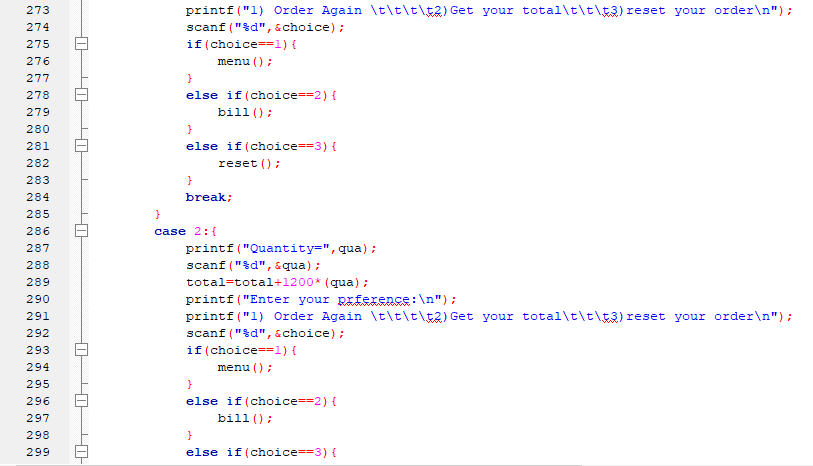 273 printf("1) Order Again \t\t\t\t2)Get your total\t\t\t3)reset your order\n");
274 scanf("%d",&choice);
275 if(choice==1){
276 menu();
277 }
278 else if(choice==2){
279 bill();
280 }
281 else if(choice==3){
282 reset();
283 }
284 break;
285 }
286 case 2:{
287 printf("Quantity=",qua);
288 scanf("%d",&qua);
289 total=total+1200*(qua);
290 printf("Enter your prference:\n");
291 printf("1) Order Again \t\t\t\t2)Get your total\t\t\t3)reset your order\n");
292 scanf("%d",&choice);
293 if(choice==1){
294 menu();
295 }
296 else if(choice==2){
297 bill();
298 }
299 else if(choice==3){